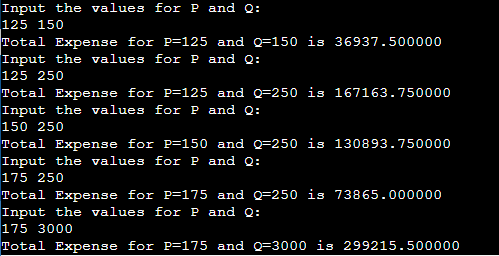 Input the values for P and Q:
125 150
Total Expense for P=125 and Q=150 is 36937.500000
Input the values for P and Q:
125 250
Total Expense for P=125 and Q=250 is 167163.750000
Input the values for P and Q:
150 250
Total Expense for P=150 and Q=250 is 130893.750000
Input the values for P and Q:
175 250
Total Expense for P=175 and Q=250 is 73865.000000
Input the values for P and Q:
175 3000
Total Expense for P=175 and Q=3000 is 299215.500000